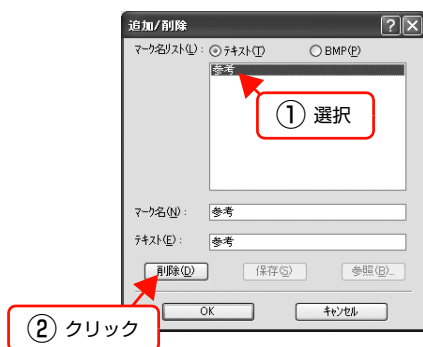 追加/削除
マーク名リスト(L): テキスト(T) BMP(P)
参考
① 選択
マーク名(N): 参考
テキスト(E): 参考
削除(D) 保存(S) 参照(B)...
OK キャンセル
② クリック